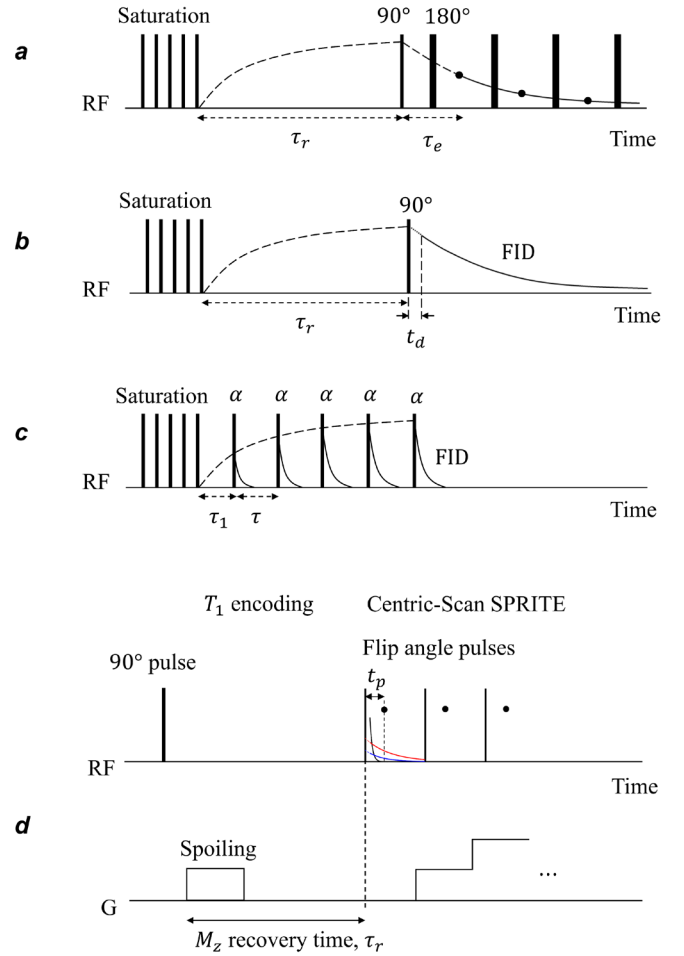 Saturation
90° 180°
a
RF
τr
τe
Time
Saturation
90°
b
FID
RF
τr
td
Time
Saturation
α α α α α
c
FID
RF
τ1
τ
Time
T1 encoding
Centric-Scan SPRITE
Flip angle pulses
90° pulse
tp
RF
Time
d
Spoiling
...
G
Mz recovery time, τr